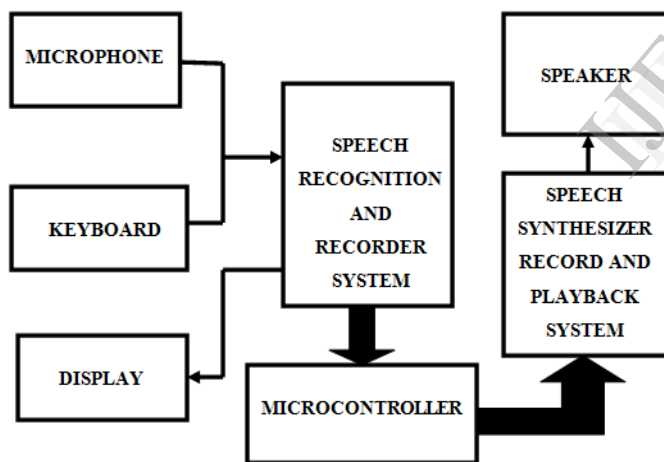 MICROPHONE
KEYBOARD
DISPLAY
SPEECH
RECOGNITION
AND
RECORDER
SYSTEM
MICROCONTROLLER
SPEAKER
SPEECH
SYNTHESIZER
RECORD AND
PLAYBACK
SYSTEM